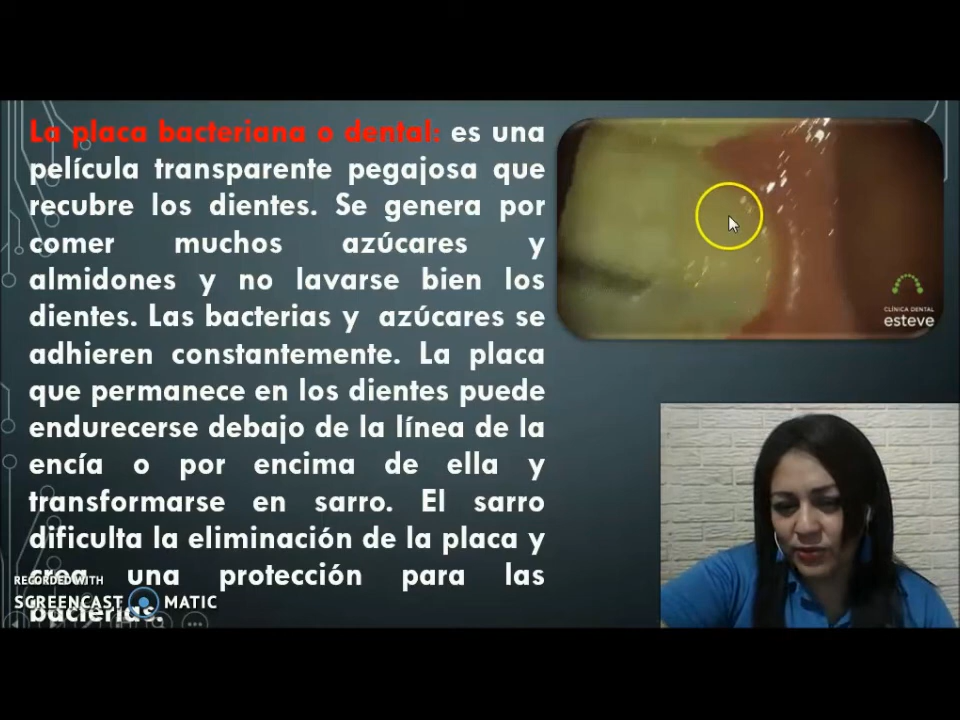 La placa bacteriana o dental: es una
película transparente pegajosa que
recubre los dientes. Se genera por
comer muchos azúcares y
almidones y no lavarse bien los
dientes. Las bacterias y azúcares se
adhieren constantemente. La placa
que permanece en los dientes puede
endurecerse debajo de la línea de la
encía o por encima de ella y
transformarse en sarro. El sarro
dificulta la eliminación de la placa y
crea una protección para las
bacterias.
CLÍNICA DENTAL
esteve
RECORDED WITH
SCREENCAST MATIC